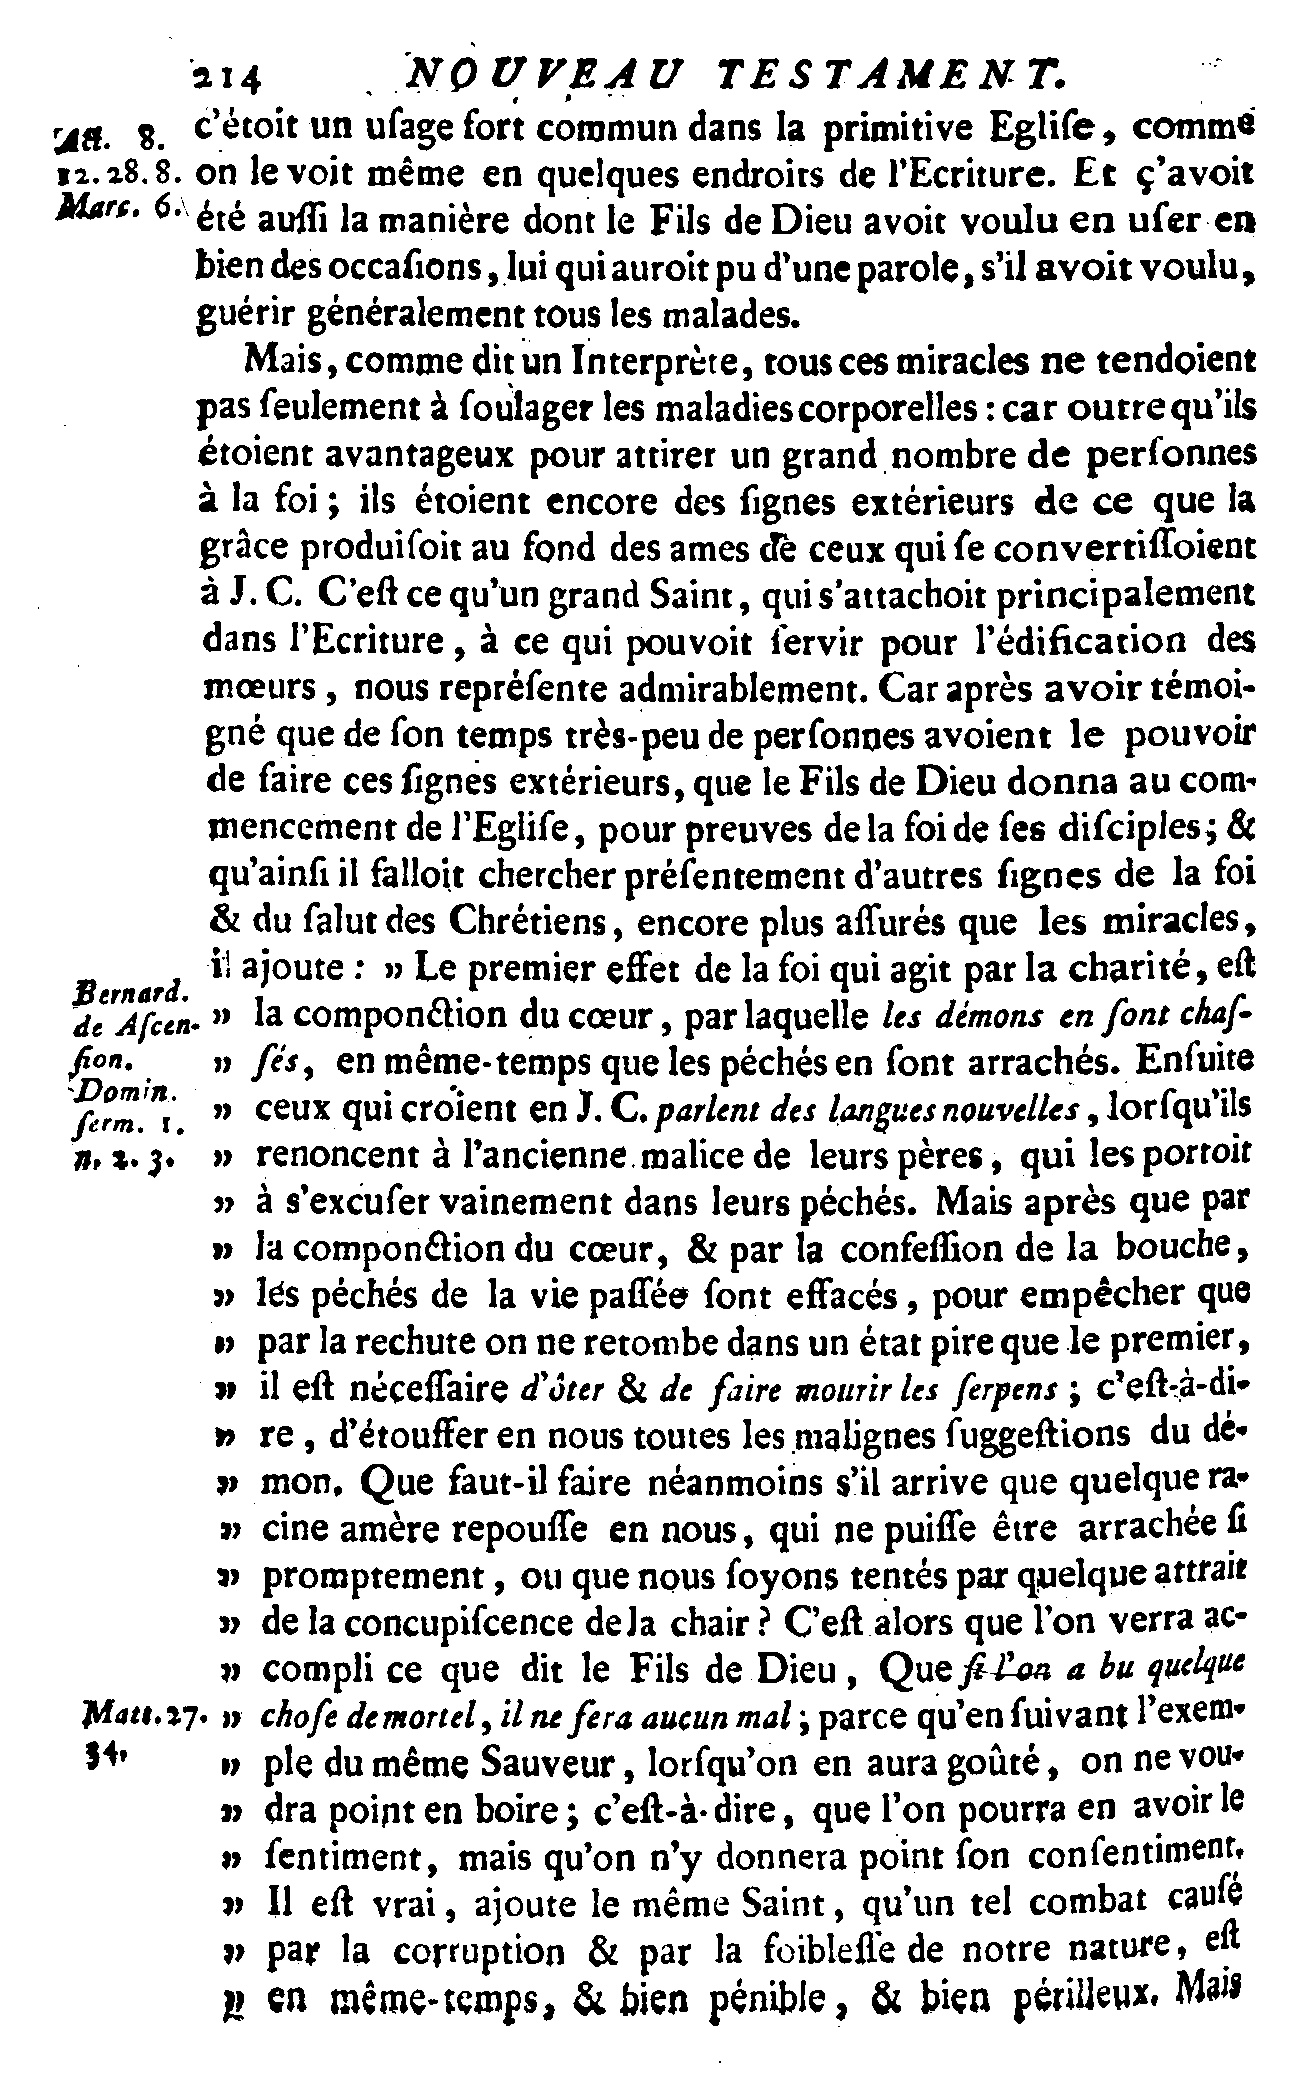 214 NOUVEAU TESTAMENT.
Act. 8. c'étoit un uſage fort commun dans la primitive Egliſe, comme
12. 28. 8. on le voit même en quelques endroits de l'Ecriture. Et ç'avoit
Marc. 6. été auſſi la manière dont le Fils de Dieu avoit voulu en uſer en
bien des occaſions, lui qui auroit pu d'une parole, s'il avoit voulu,
guérir généralement tous les malades.
Mais, comme dit un Interprète, tous ces miracles ne tendoient
pas ſeulement à ſoulager les maladies corporelles : car outre qu'ils
étoient avantageux pour attirer un grand nombre de perſonnes
à la foi ; ils étoient encore des ſignes extérieurs de ce que la
grâce produiſoit au fond des ames de ceux qui ſe convertiſſoient
à J. C. C'eſt ce qu'un grand Saint, qui s'attachoit principalement
dans l'Ecriture, à ce qui pouvoit ſervir pour l'édification des
mœurs, nous repréſente admirablement. Car après avoir témoi-
gné que de ſon temps très-peu de perſonnes avoient le pouvoir
de faire ces ſignes extérieurs, que le Fils de Dieu donna au com-
mencement de l'Egliſe, pour preuves de la foi de ſes diſciples; &
qu'ainſi il falloit chercher préſentement d'autres ſignes de la foi
& du ſalut des Chrétiens, encore plus aſſurés que les miracles,
il ajoute : » Le premier effet de la foi qui agit par la charité, eſt
Bernard.
de Aſcen- » la componction du cœur, par laquelle les démons en ſont chaſ-
ſion. » ſés, en même-temps que les péchés en ſont arrachés. Enſuite
Domin.
ſerm. 1. » ceux qui croient en J. C. parlent des langues nouvelles, lorſqu'ils
n. 2. 3. » renoncent à l'ancienne malice de leurs pères, qui les portoit
» à s'excuſer vainement dans leurs péchés. Mais après que par
» la componction du cœur, & par la confeſſion de la bouche,
» les péchés de la vie paſſée ſont effacés, pour empêcher que
» par la rechute on ne retombe dans un état pire que le premier,
» il eſt néceſſaire d'ôter & de faire mourir les ſerpens ; c'eſt-à-di-
» re, d'étouffer en nous toutes les malignes ſuggeſtions du dé-
» mon. Que faut-il faire néanmoins s'il arrive que quelque ra-
» cine amère repouſſe en nous, qui ne puiſſe être arrachée ſi
» promptement, ou que nous ſoyons tentés par quelque attrait
» de la concupiſcence de la chair ? C'eſt alors que l'on verra ac-
» compli ce que dit le Fils de Dieu, Que ſi l'on a bu quelque
Matt. 27. » choſe de mortel, il ne ſera aucun mal ; parce qu'en ſuivant l'exem-
34. » ple du même Sauveur, lorſqu'on en aura goûté, on ne vou-
» dra point en boire ; c'eſt-à-dire, que l'on pourra en avoir le
» ſentiment, mais qu'on n'y donnera point ſon conſentiment.
» Il eſt vrai, ajoute le même Saint, qu'un tel combat cauſé
» par la corruption & par la foibleſſe de notre nature, eſt
» en même-temps, & bien pénible, & bien périlleux. Mais